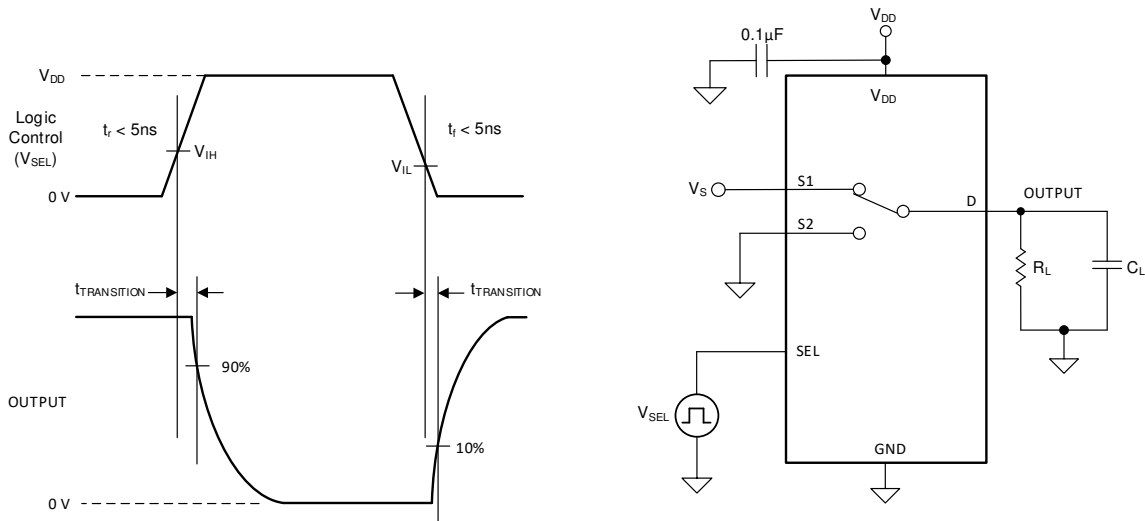 V_DD
Logic
Control
(V_SEL)
0 V
t_r < 5ns
V_IH
t_f < 5ns
V_IL
t_TRANSITION
t_TRANSITION
90%
OUTPUT
10%
0 V
V_DD
0.1µF
V_DD
V_S
S1
D
OUTPUT
S2
R_L
C_L
SEL
V_SEL
GND